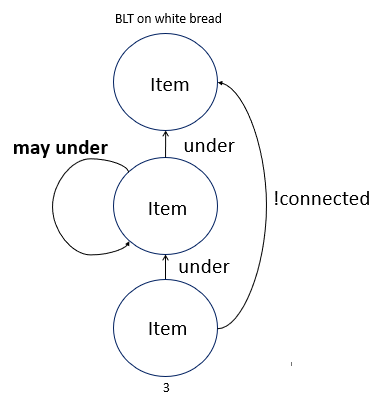 BLT on white bread
Item
under
may under
Item
!connected
under
Item
3